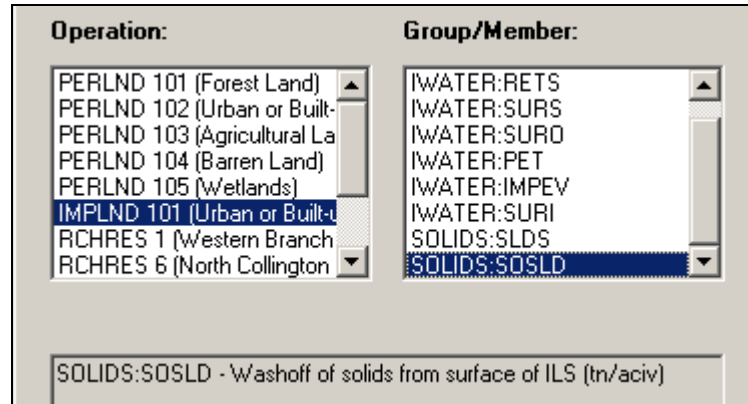 Operation:
PERLND 101 (Forest Land)
PERLND 102 (Urban or Built-
PERLND 103 (Agricultural La
PERLND 104 (Barren Land)
PERLND 105 (Wetlands)
IMPLND 101 (Urban or Built-u
RCHRES 1 (Western Branch
RCHRES 6 (North Collington
Group/Member:
IWATER:RETS
IWATER:SURS
IWATER:SURO
IWATER:PET
IWATER:IMPEV
IWATER:SURI
SOLIDS:SLDS
SOLIDS:SOSLD
SOLIDS:SOSLD - Washoff of solids from surface of ILS (tn/aciv)